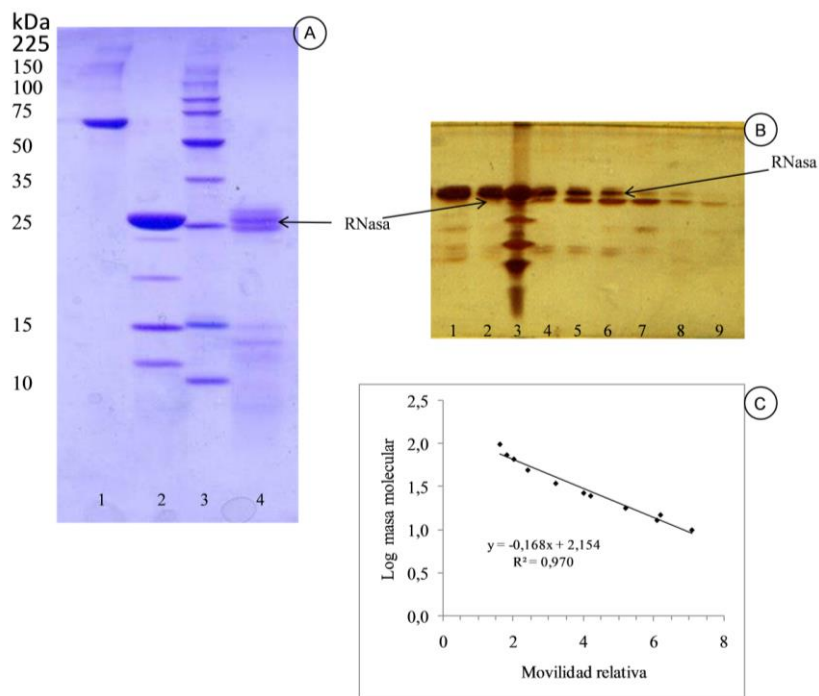 kDa
225
150
100
75
50
35
25
15
10
A
RNasa
1 2 3 4
B
RNasa
1 2 3 4 5 6 7 8 9
C
Log masa molecular
2,5
2,0
1,5
1,0
0,5
0,0
y = -0,168x + 2,154
R² = 0,970
0 2 4 6 8
Movilidad relativa